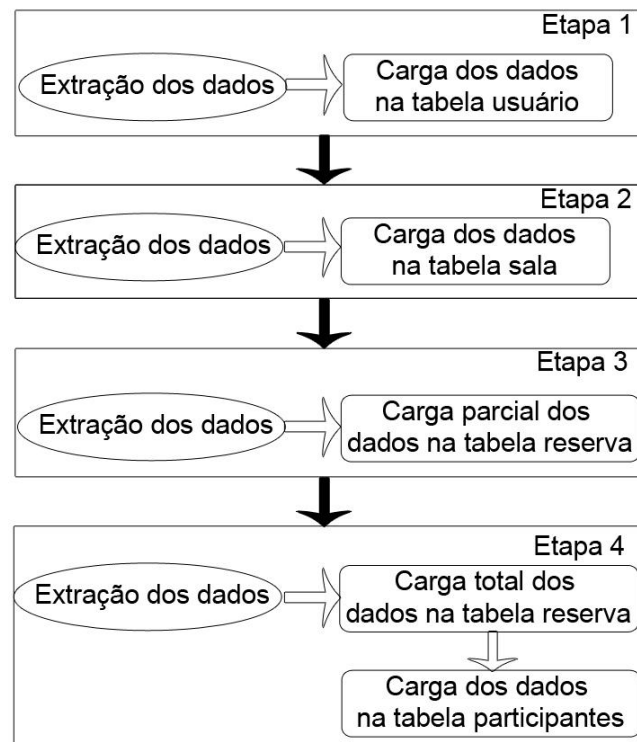 Etapa 1
Extração dos dados
Carga dos dados
na tabela usuário
Etapa 2
Extração dos dados
Carga dos dados
na tabela sala
Etapa 3
Extração dos dados
Carga parcial dos
dados na tabela reserva
Etapa 4
Extração dos dados
Carga total dos
dados na tabela reserva
Carga dos dados
na tabela participantes